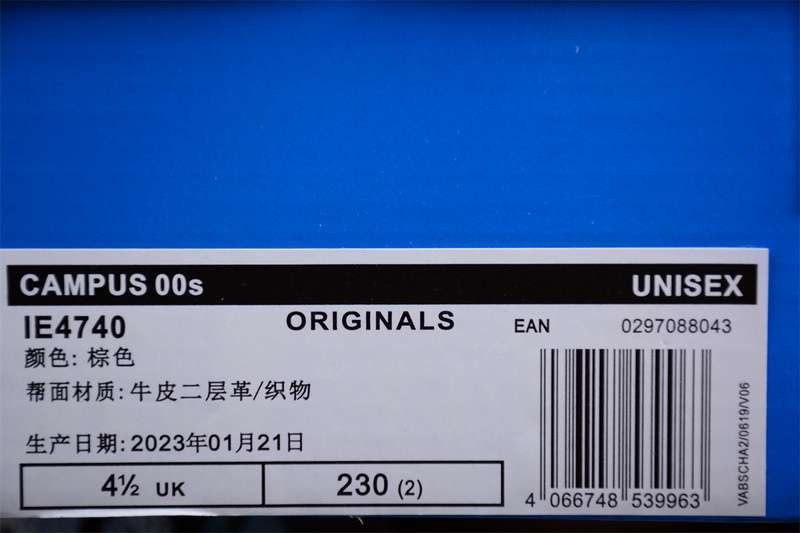 CAMPUS 00s UNISEX
IE4740 ORIGINALS EAN 0297088043
颜色: 棕色
帮面材质: 牛皮二层革/织物
生产日期: 2023年01月21日
4½ UK 230 (2)
4 066748 539963
VABSCHA2/0619/V06